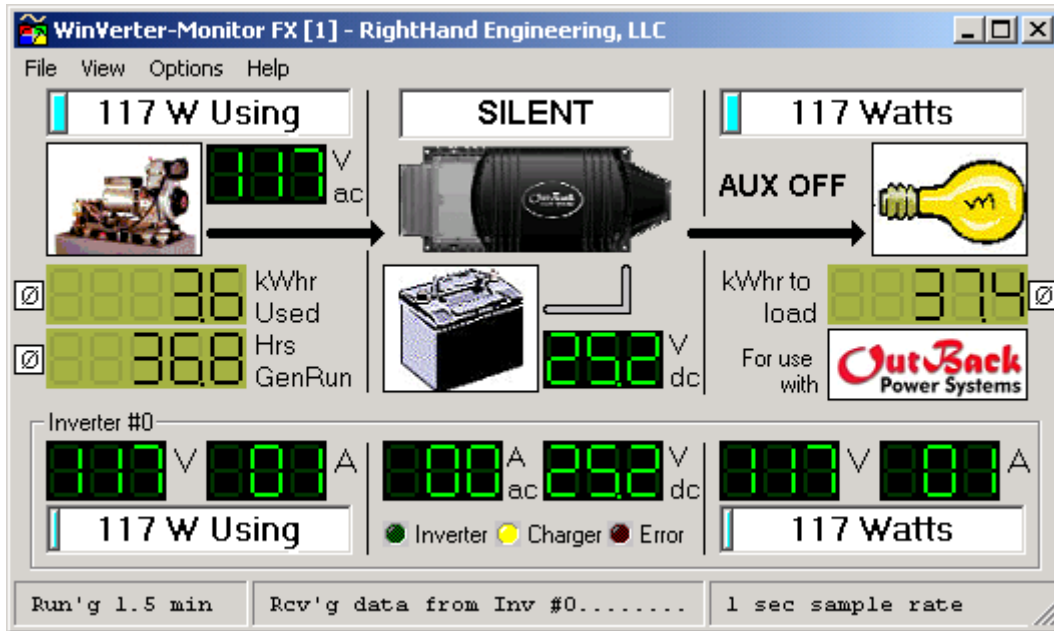 WinVerter-Monitor FX [1] - RightHand Engineering, LLC
File View Options Help
117 W Using
SILENT
117 Watts
117 V ac
OutBack
AUX OFF
3.6 kWhr Used
36.8 Hrs GenRun
25.2 V dc
kWhr to load 37.4
For use with
OutBack
Power Systems
Inverter #0
117 V 01 A
00 A ac 25.2 V dc
117 V 01 A
117 W Using
Inverter Charger Error
117 Watts
Run'g 1.5 min
Rcv'g data from Inv #0........
1 sec sample rate